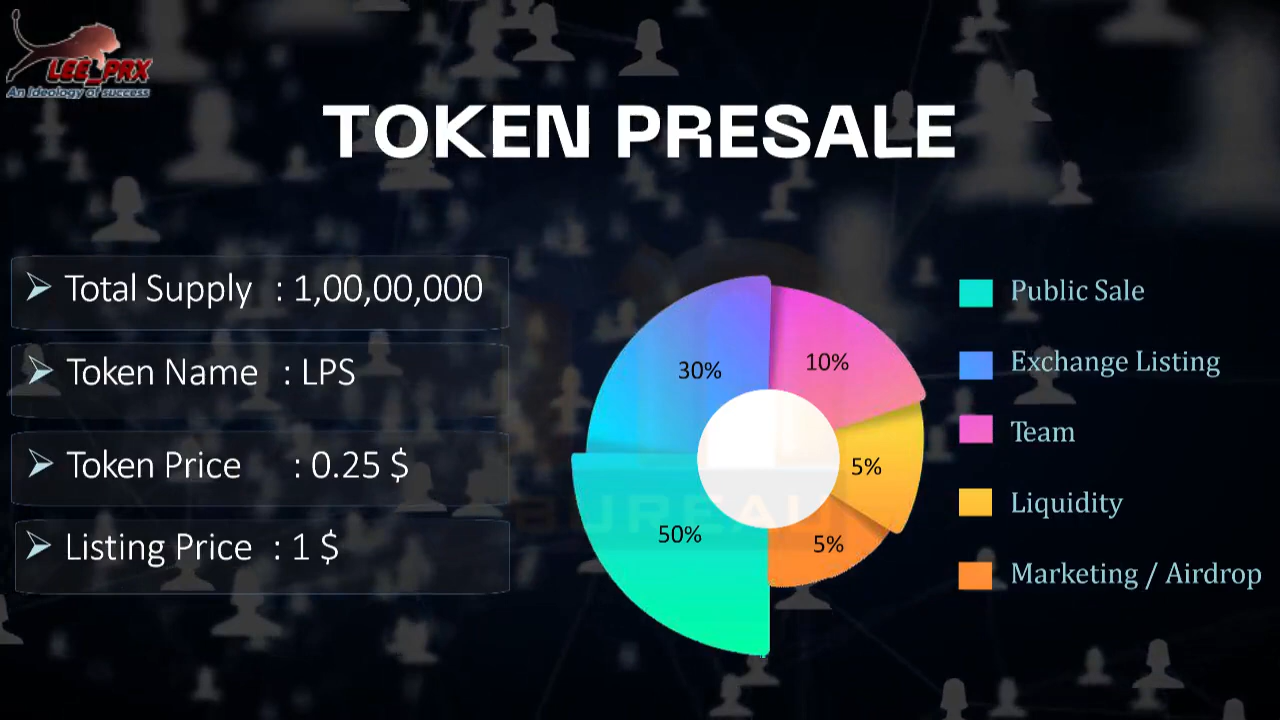 LEE_PRX
An Ideology of success
TOKEN PRESALE
Total Supply : 1,00,00,000
Token Name : LPS
Token Price : 0.25 $
Listing Price : 1 $
30%
10%
5%
5%
50%
Public Sale
Exchange Listing
Team
Liquidity
Marketing / Airdrop
BUREAU